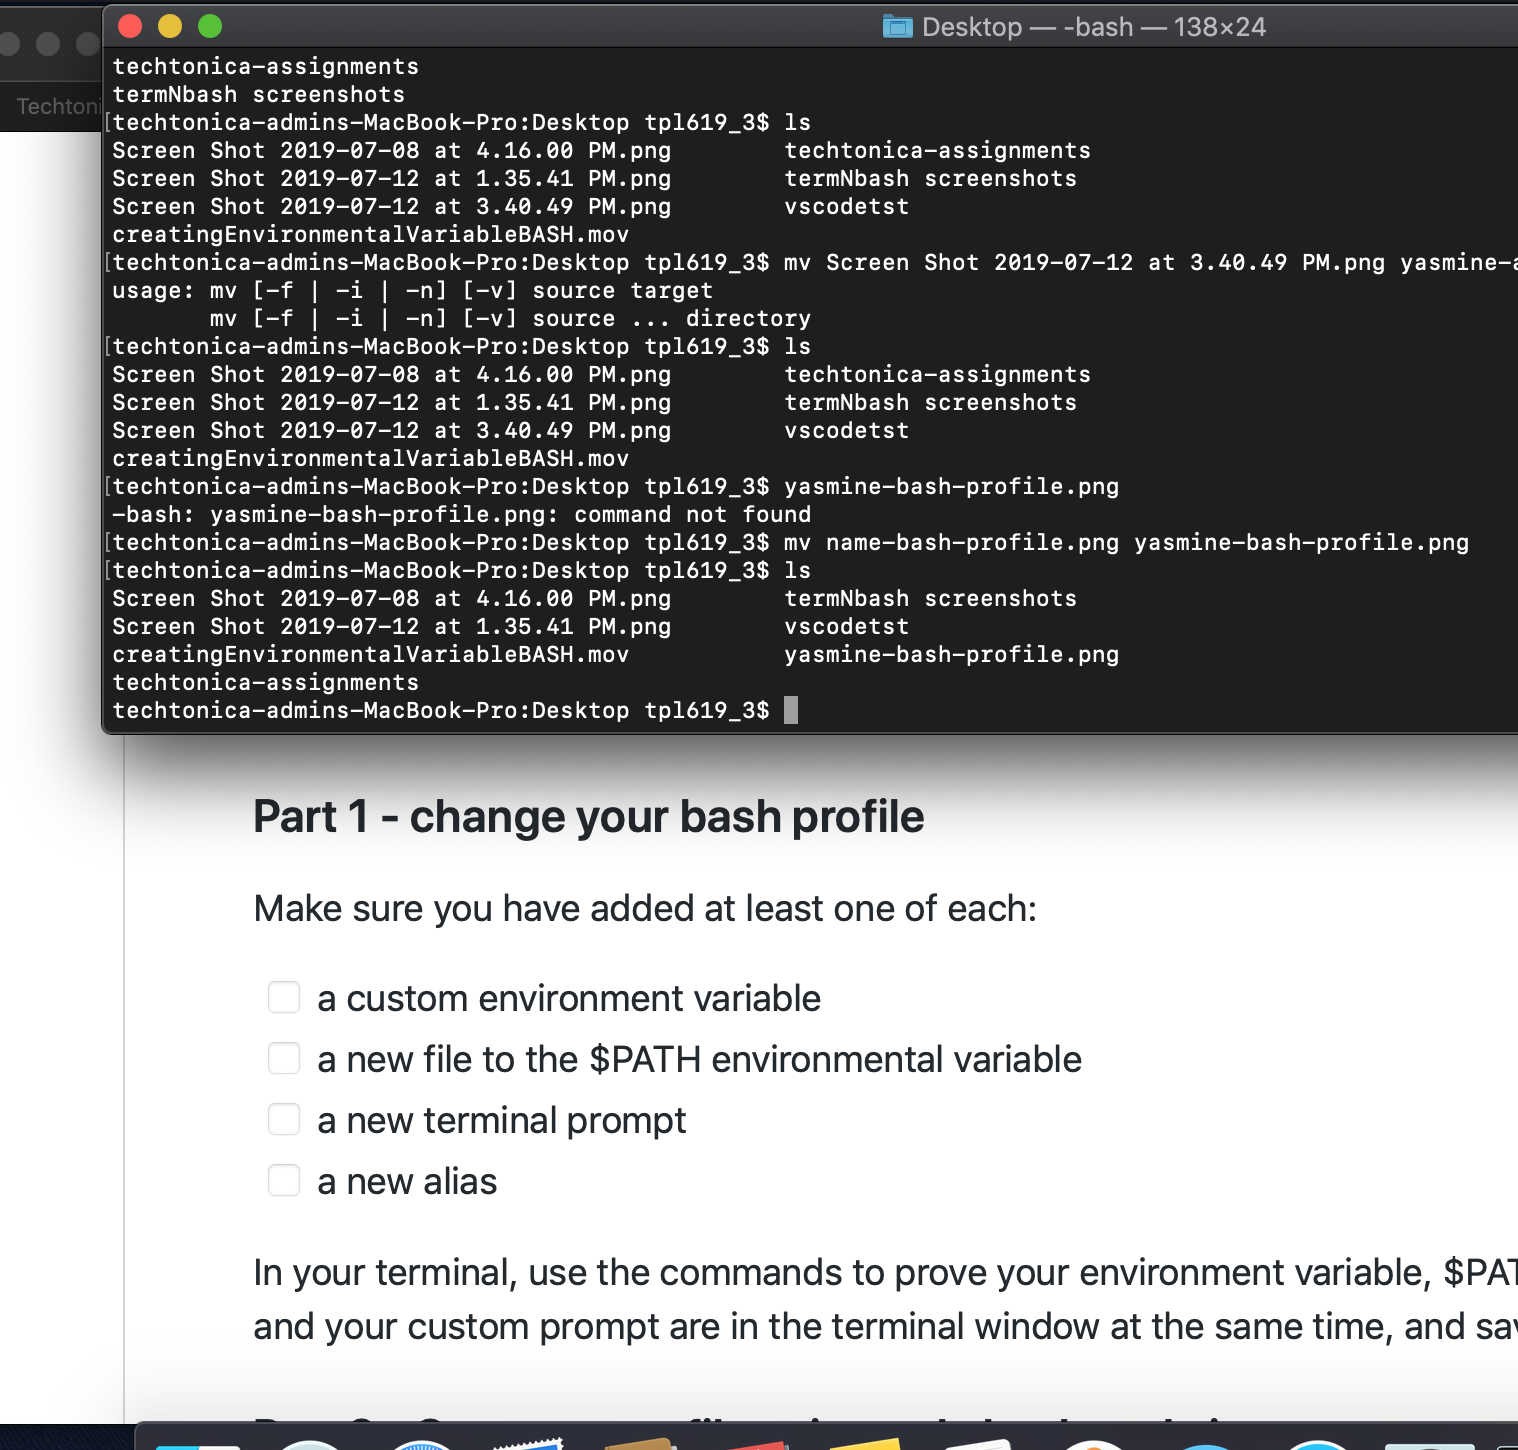 Desktop — -bash — 138×24
Techtoni
techtonica-assignments
termNbash screenshots
[techtonica-admins-MacBook-Pro:Desktop tpl619_3$ ls
Screen Shot 2019-07-08 at 4.16.00 PM.png techtonica-assignments
Screen Shot 2019-07-12 at 1.35.41 PM.png termNbash screenshots
Screen Shot 2019-07-12 at 3.40.49 PM.png vscodetst
creatingEnvironmentalVariableBASH.mov
[techtonica-admins-MacBook-Pro:Desktop tpl619_3$ mv Screen Shot 2019-07-12 at 3.40.49 PM.png yasmine-
usage: mv [-f | -i | -n] [-v] source target
mv [-f | -i | -n] [-v] source ... directory
[techtonica-admins-MacBook-Pro:Desktop tpl619_3$ ls
Screen Shot 2019-07-08 at 4.16.00 PM.png techtonica-assignments
Screen Shot 2019-07-12 at 1.35.41 PM.png termNbash screenshots
Screen Shot 2019-07-12 at 3.40.49 PM.png vscodetst
creatingEnvironmentalVariableBASH.mov
[techtonica-admins-MacBook-Pro:Desktop tpl619_3$ yasmine-bash-profile.png
-bash: yasmine-bash-profile.png: command not found
[techtonica-admins-MacBook-Pro:Desktop tpl619_3$ mv name-bash-profile.png yasmine-bash-profile.png
[techtonica-admins-MacBook-Pro:Desktop tpl619_3$ ls
Screen Shot 2019-07-08 at 4.16.00 PM.png termNbash screenshots
Screen Shot 2019-07-12 at 1.35.41 PM.png vscodetst
creatingEnvironmentalVariableBASH.mov yasmine-bash-profile.png
techtonica-assignments
techtonica-admins-MacBook-Pro:Desktop tpl619_3$
Part 1 - change your bash profile
Make sure you have added at least one of each:
a custom environment variable
a new file to the $PATH environmental variable
a new terminal prompt
a new alias
In your terminal, use the commands to prove your environment variable, $PAT
and your custom prompt are in the terminal window at the same time, and sav